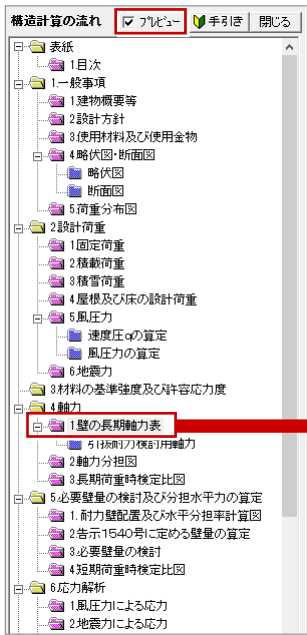 構造計算の流れ ﾌﾟﾚﾋﾞｭｰ 手引き 閉じる
表紙
1.目次
1.一般事項
1.建物概要等
2.設計方針
3.使用材料及び使用金物
4.略伏図・断面図
略伏図
断面図
5.荷重分布図
2.設計荷重
1.固定荷重
2.積載荷重
3.積雪荷重
4.屋根及び床の設計荷重
5.風圧力
速度圧qの算定
風圧力の算定
6.地震力
3.材料の基準強度及び許容応力度
4.軸力
1.壁の長期軸力表
引抜耐力検討用軸力
2.軸力分担図
3.長期荷重時検定比図
5.必要壁量の検討及び分担水平力の算定
1.耐力壁配置及び水平分担率計算図
2.告示1540号に定める壁量の算定
3.必要壁量の検討
4.短期荷重時検定比図
6.応力解析
1.風圧力による応力
2.地震力による応力